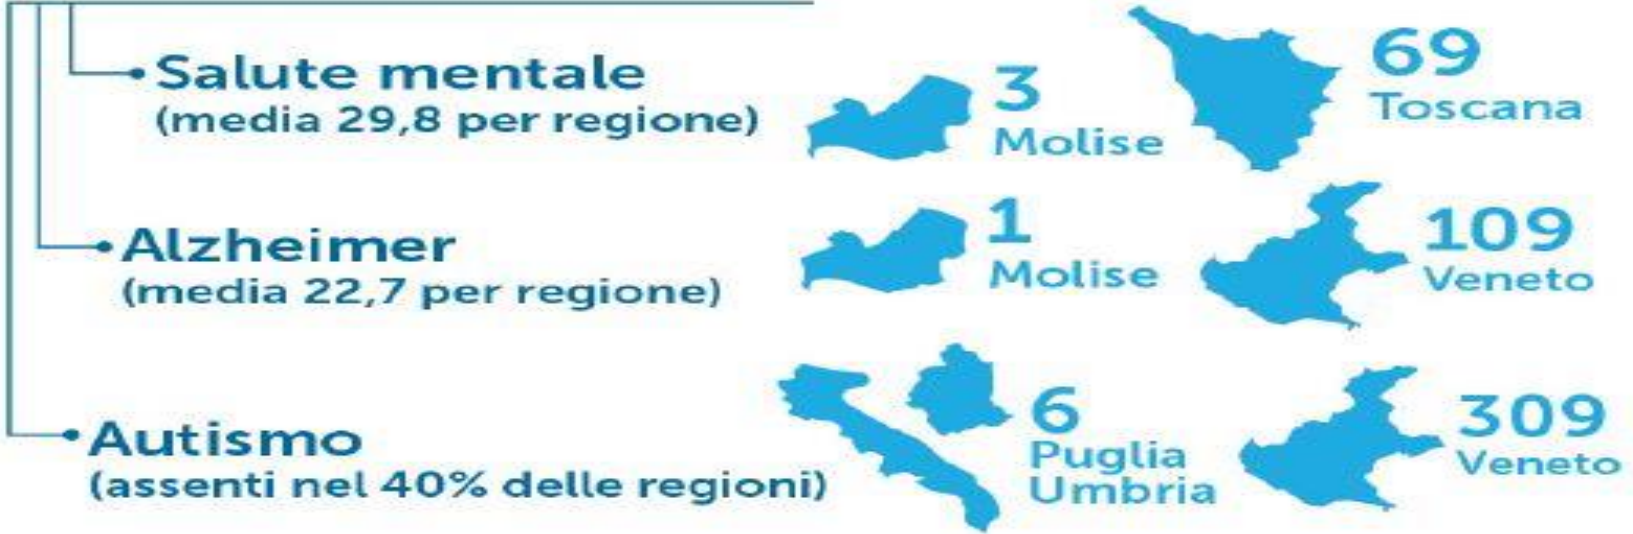 Salute mentale
(media 29,8 per regione)
3
Molise
69
Toscana
Alzheimer
(media 22,7 per regione)
1
Molise
109
Veneto
Autismo
(assenti nel 40% delle regioni)
6
Puglia
Umbria
309
Veneto